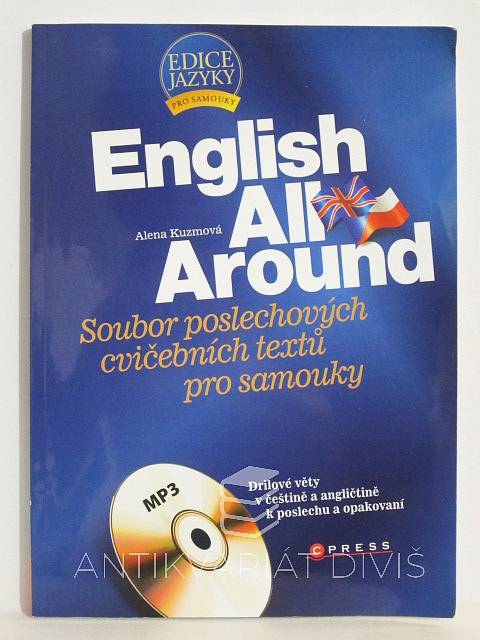 EDICE
JAZYKY
PRO SAMOUKY
English
All
Around
Alena Kuzmová
Soubor poslechových
cvičebních textů
pro samouky
MP3
Drilové věty
v češtině a angličtině
k poslechu a opakovaní
CPRESS
ANTIKVARIÁT DIVIŠ